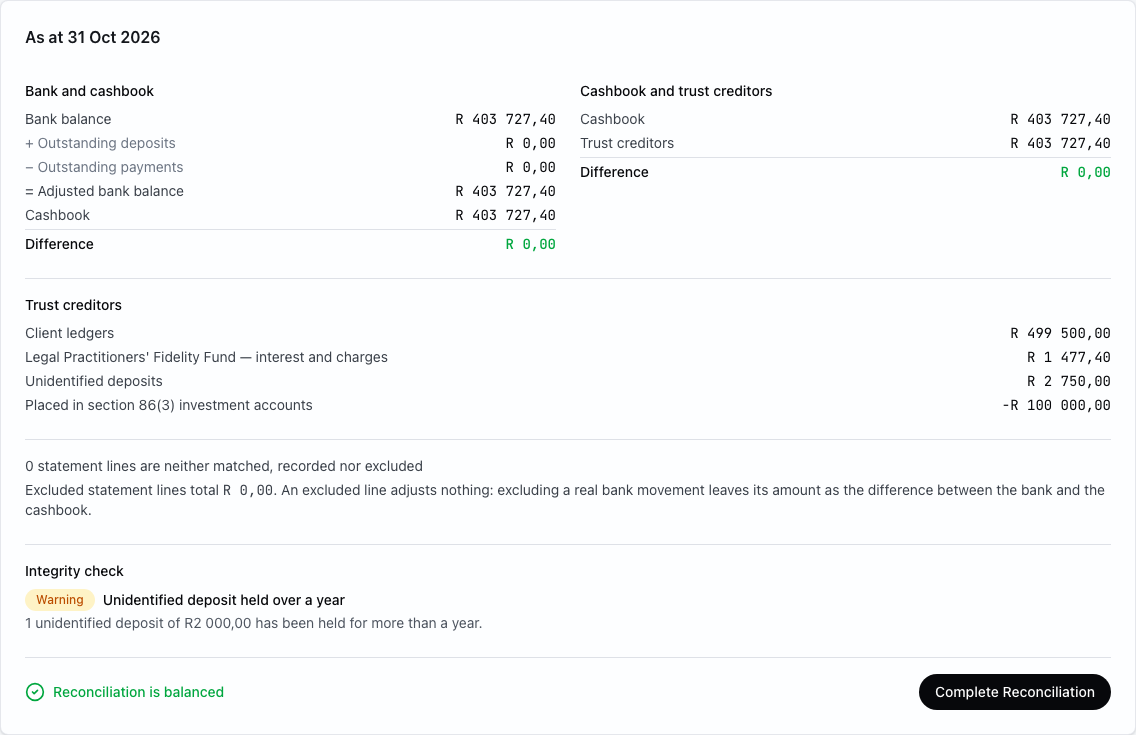 As at 31 Oct 2026
Bank and cashbook
Bank balance R 403 727,40
+ Outstanding deposits R 0,00
− Outstanding payments R 0,00
= Adjusted bank balance R 403 727,40
Cashbook R 403 727,40
Difference R 0,00
Cashbook and trust creditors
Cashbook R 403 727,40
Trust creditors R 403 727,40
Difference R 0,00
Trust creditors
Client ledgers R 499 500,00
Legal Practitioners' Fidelity Fund — interest and charges R 1 477,40
Unidentified deposits R 2 750,00
Placed in section 86(3) investment accounts -R 100 000,00
0 statement lines are neither matched, recorded nor excluded
Excluded statement lines total R 0,00. An excluded line adjusts nothing: excluding a real bank movement leaves its amount as the difference between the bank and the
cashbook.
Integrity check
Warning Unidentified deposit held over a year
1 unidentified deposit of R2 000,00 has been held for more than a year.
Reconciliation is balanced
Complete Reconciliation